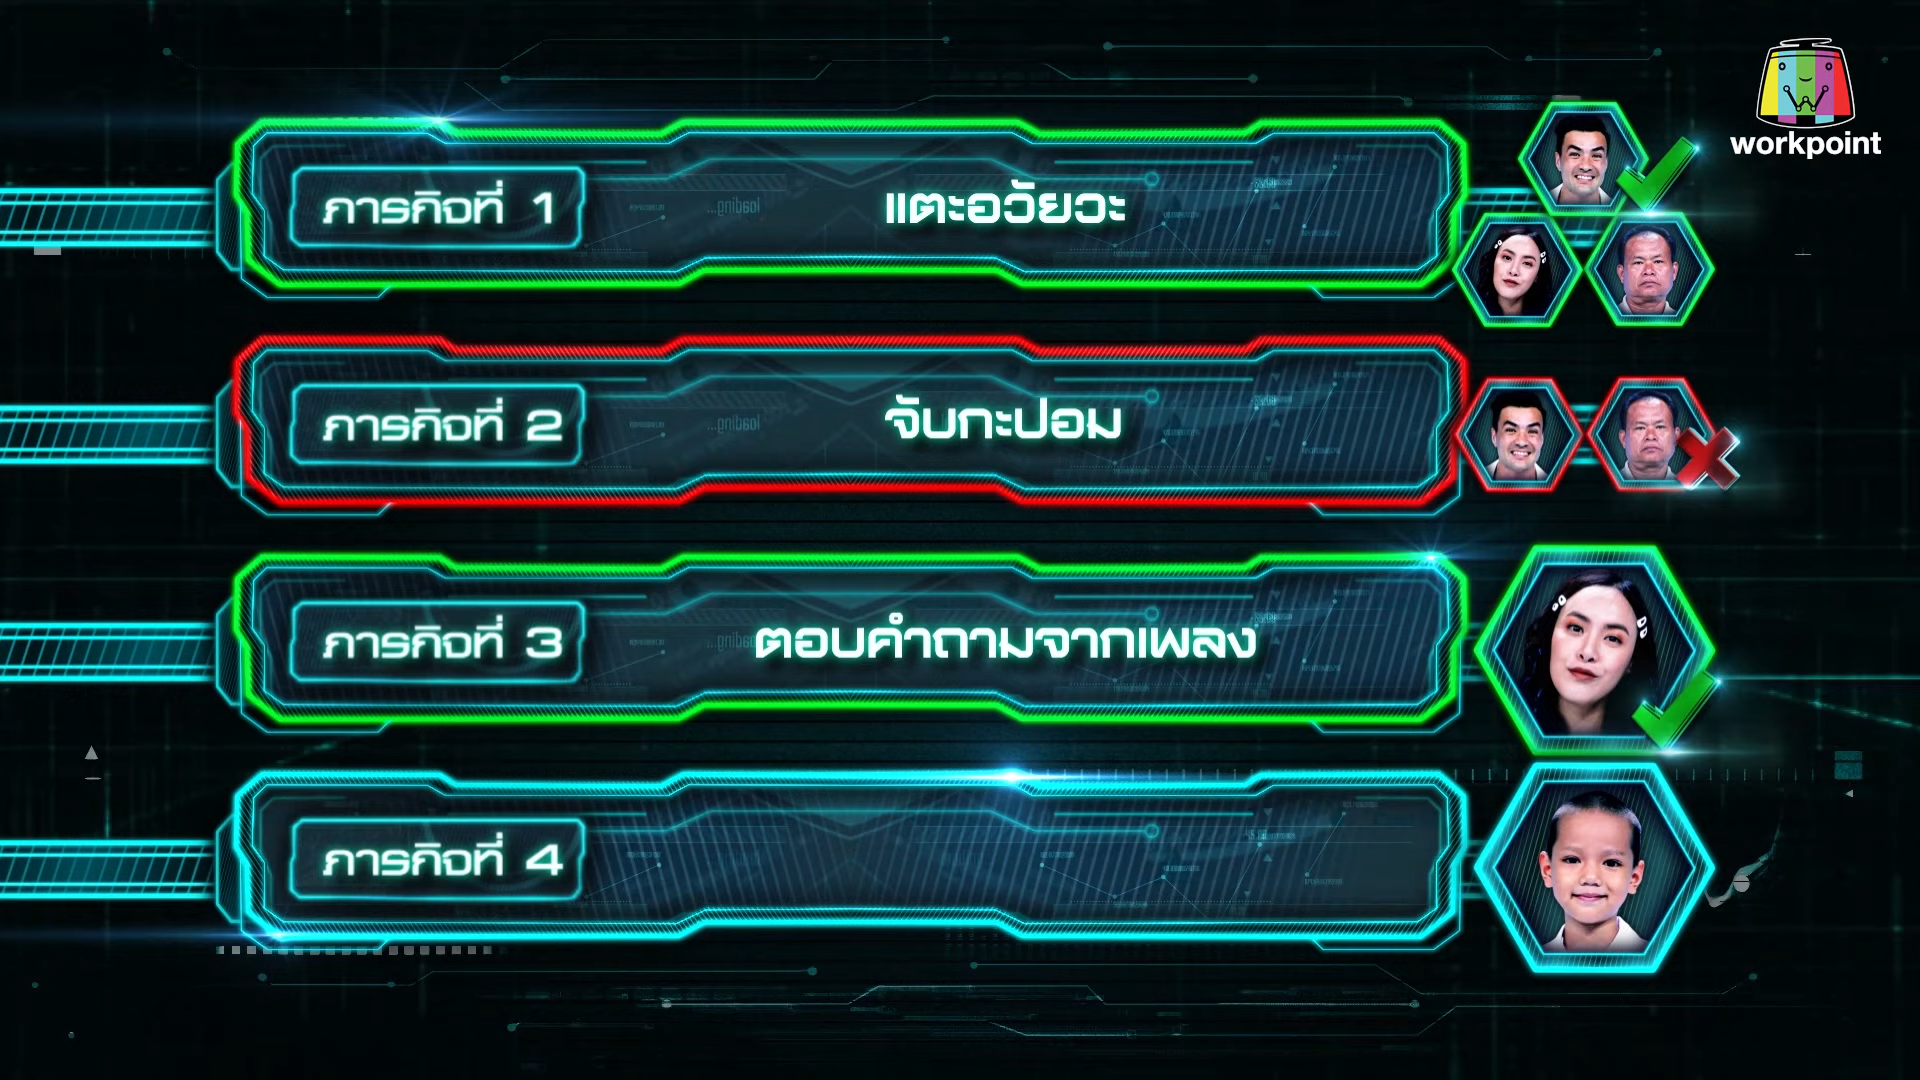 workpoint
ภารกิจที่ 1
แตะอวัยวะ
ภารกิจที่ 2
จับกะปอม
ภารกิจที่ 3
ตอบคำถามจากเพลง
ภารกิจที่ 4